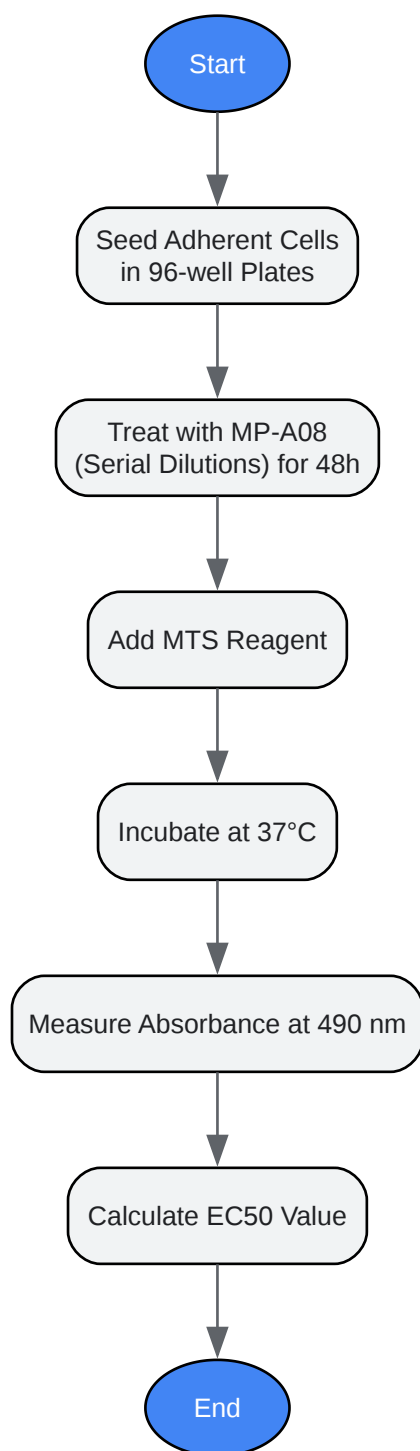 Start
Seed Adherent Cells
in 96-well Plates
Treat with MP-A08
(Serial Dilutions) for 48h
Add MTS Reagent
Incubate at 37°C
Measure Absorbance at 490 nm
Calculate EC50 Value
End